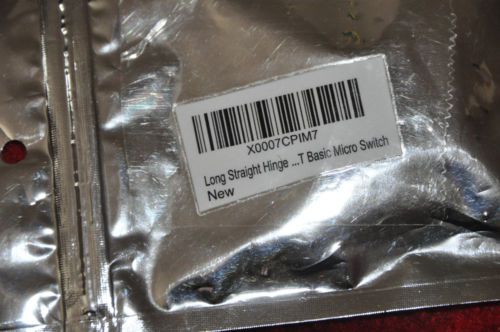 X0007CPIM7
Long Straight Hinge ...T Basic Micro Switch
New